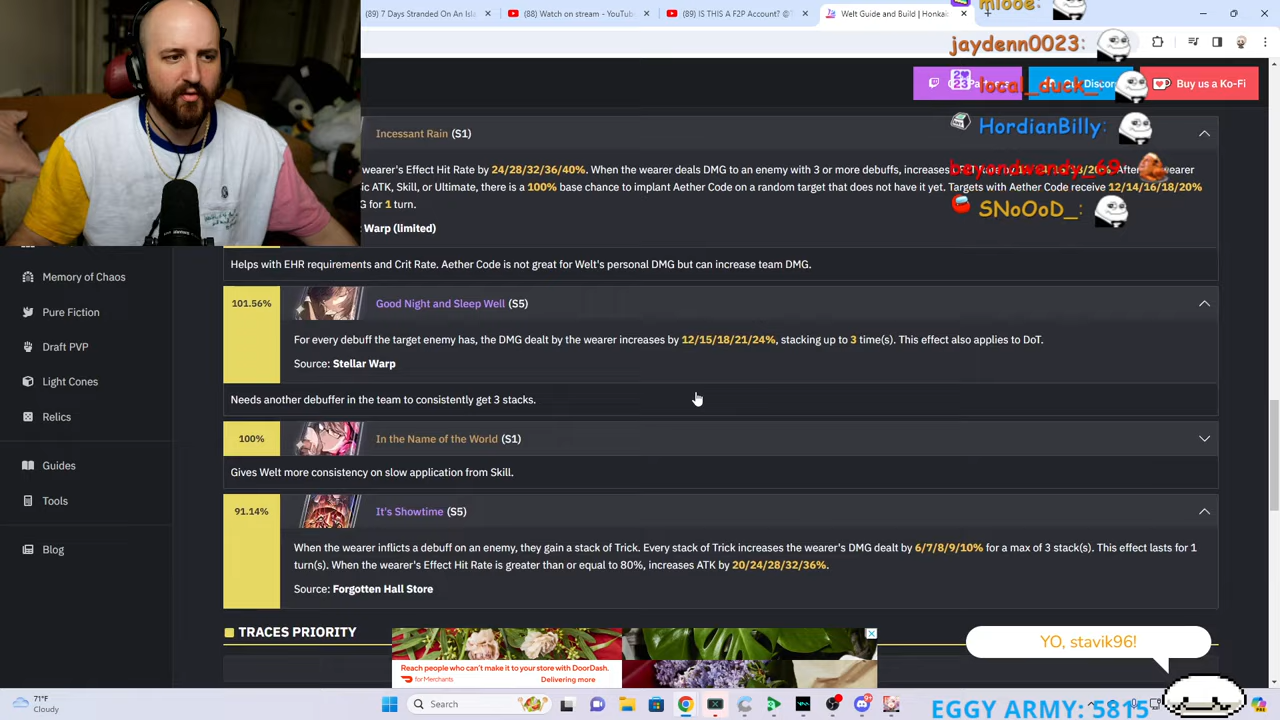 (89) 7 Days Stranded On An Isla
(88) Watch on stream - YouTube
(89) IS THIS A F2P Account?
Welt Guide and Build | Honkai
jaydenn0023:
local_duck_:
HordianBilly:
beyondwendy_69
SNoOoD_:
Our Discord
Buy us a Ko-Fi
Incessant Rain (S1)
earer's Effect Hit Rate by 24/28/32/36/40%. When the wearer deals DMG to an enemy with 3 or more debuffs, increases
ic ATK, Skill, or Ultimate, there is a 100% base chance to implant Aether Code on a random target that does not have it yet. Targets with Aether Code receive 12/14/16/18/20%
G for 1 turn.
arp (limited)
Helps with EHR requirements and Crit Rate. Aether Code is not great for Welt's personal DMG but can increase team DMG.
Memory of Chaos
Pure Fiction
Draft PVP
Light Cones
Relics
Guides
Tools
Blog
101.56%
Good Night and Sleep Well (S5)
For every debuff the target enemy has, the DMG dealt by the wearer increases by 12/15/18/21/24%, stacking up to 3 time(s). This effect also applies to DoT.
Source: Stellar Warp
Needs another debuffer in the team to consistently get 3 stacks.
100%
In the Name of the World (S1)
Gives Welt more consistency on slow application from Skill.
91.14%
It's Showtime (S5)
When the wearer inflicts a debuff on an enemy, they gain a stack of Trick. Every stack of Trick increases the wearer's DMG dealt by 6/7/8/9/10% for a max of 3 stack(s). This effect lasts for 1
turn(s). When the wearer's Effect Hit Rate is greater than or equal to 80%, increases ATK by 20/24/28/32/36%.
Source: Forgotten Hall Store
TRACES PRIORITY
Reach people who can't make it to your store with DoorDash.
for Merchants
Delivering more
YO, stavik96!
71°F
Cloudy
Search
EGGY ARMY: 5815